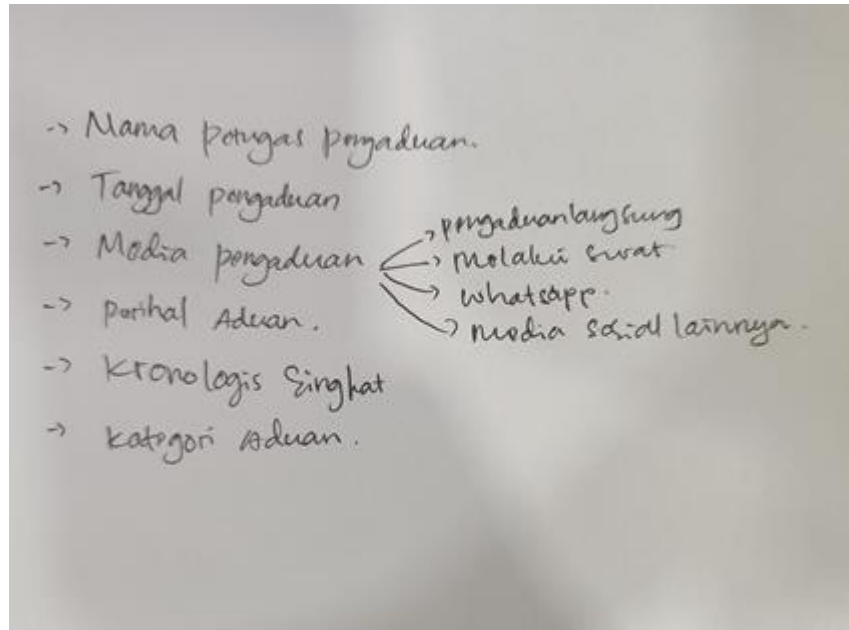 -> Nama petugas pengaduan.
-> Tanggal pengaduan
-> Media pengaduan
-> pengaduan langsung
-> melalui surat
-> whatsapp.
-> media sosial lainnya.
-> perihal Aduan.
-> Kronologis Singkat
-> Kategori Aduan.